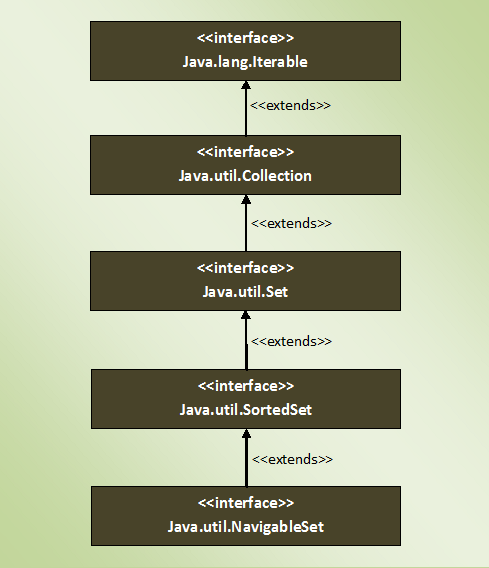 <<interface>>
Java.lang.Iterable
<<extends>>
<<interface>>
Java.util.Collection
<<extends>>
<<interface>>
Java.util.Set
<<extends>>
<<interface>>
Java.util.SortedSet
<<extends>>
<<interface>>
Java.util.NavigableSet